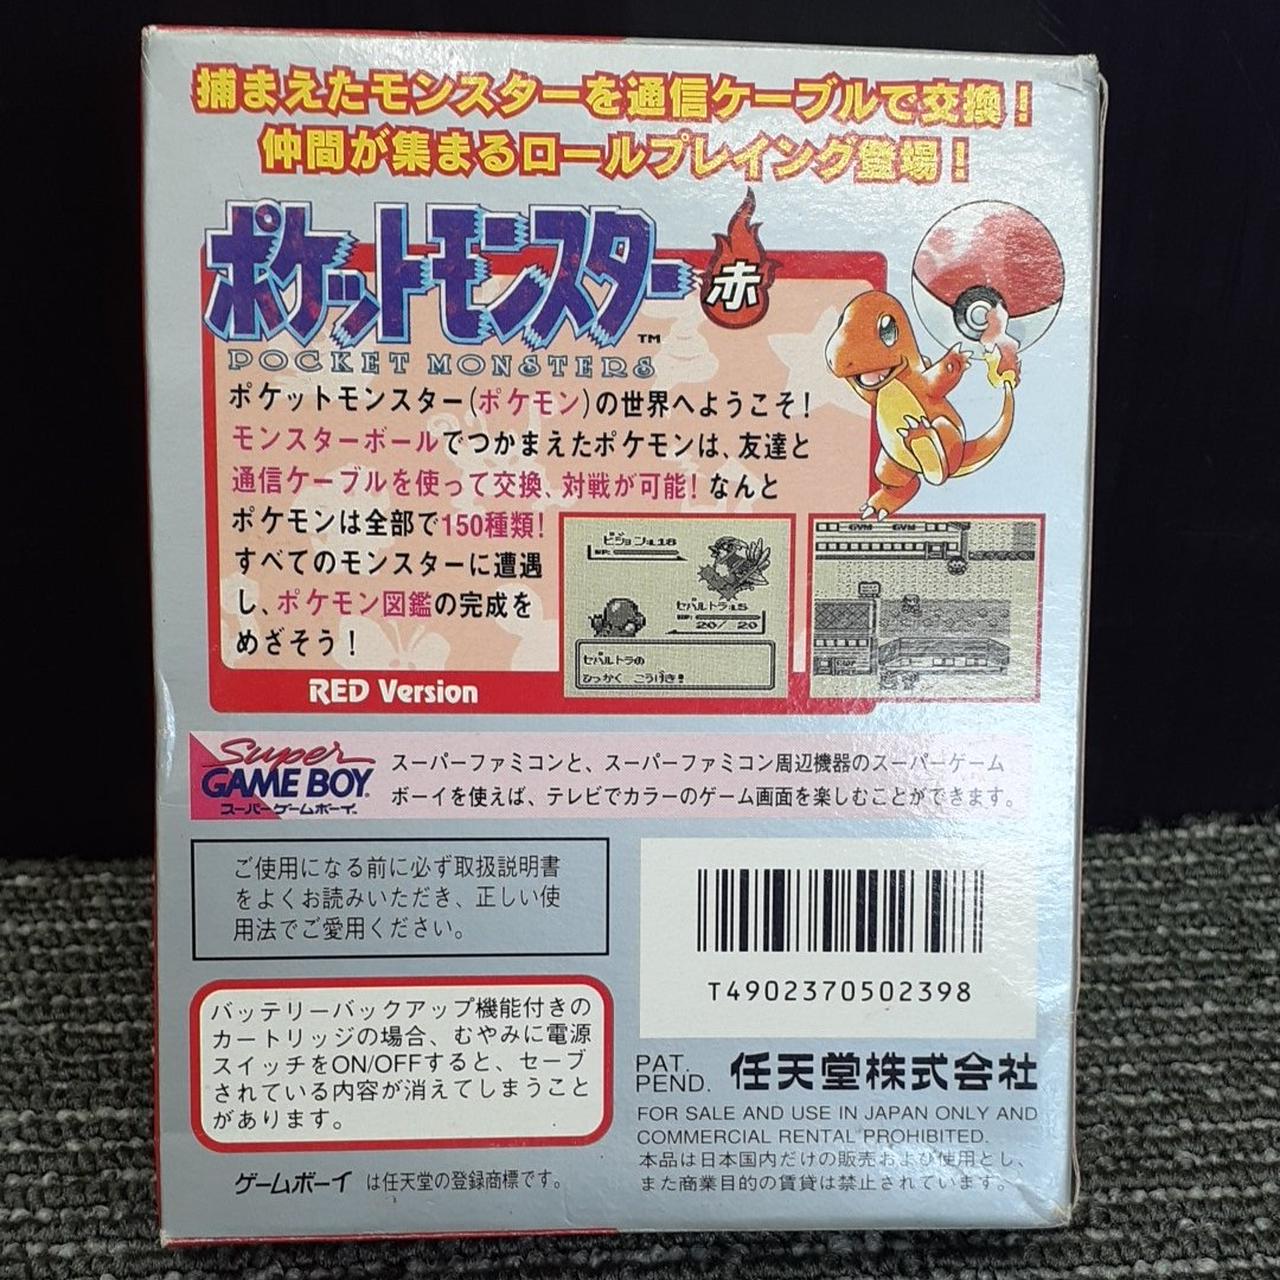 捕まえたモンスターを通信ケーブルで交換！
仲間が集まるロールプレイング登場！
ポケットモンスター 赤
TM
POCKET MONSTERS
ポケットモンスター(ポケモン)の世界へようこそ！
モンスターボールでつかまえたポケモンは、友達と
通信ケーブルを使って交換、対戦が可能！なんと
ポケモンは全部で150種類！
すべてのモンスターに遭遇
し、ポケモン図鑑の完成を
めざそう！
RED Version
ピジョン:L18
HP:
セバルトラ:L5
HP:
20/ 20
セバルトラの
ひっかく こうげき！
GYM GYM
Super
GAME BOY
スーパーゲームボーイ
スーパーファミコンと、スーパーファミコン周辺機器のスーパーゲーム
ボーイを使えば、テレビでカラーのゲーム画面を楽しむことができます。
ご使用になる前に必ず取扱説明書
をよくお読みいただき、正しい使
用法でご愛用ください。
T4902370502398
バッテリーバックアップ機能付きの
カートリッジの場合、むやみに電源
スイッチをON/OFFすると、セーブ
されている内容が消えてしまうこと
があります。
PAT.
PEND. 任天堂株式会社
FOR SALE AND USE IN JAPAN ONLY AND
COMMERCIAL RENTAL PROHIBITED.
本品は日本国内だけの販売および使用とし、
また商業目的の賃貸は禁止されています。
ゲームボーイは任天堂の登録商標です。